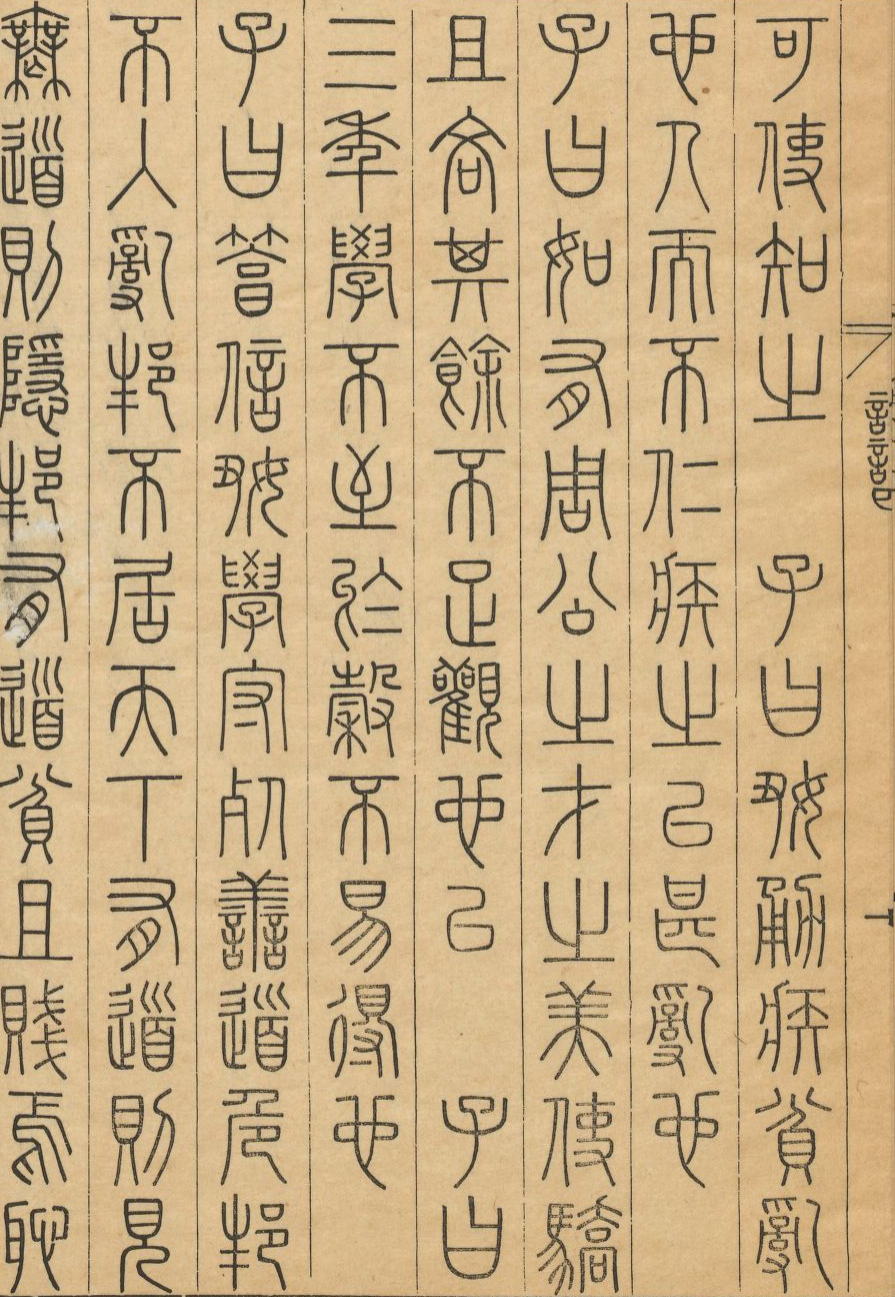 可使知之　子曰好勇疾貧亂
也人而不仁疾之已甚亂也
子曰如有周公之才之美使驕
且吝其餘不足觀也已　子曰
三年學不至於穀不易得也
子曰篤信好學守死善道危邦
不入亂邦不居天下有道則見
無道則隱邦有道貧且賤焉恥